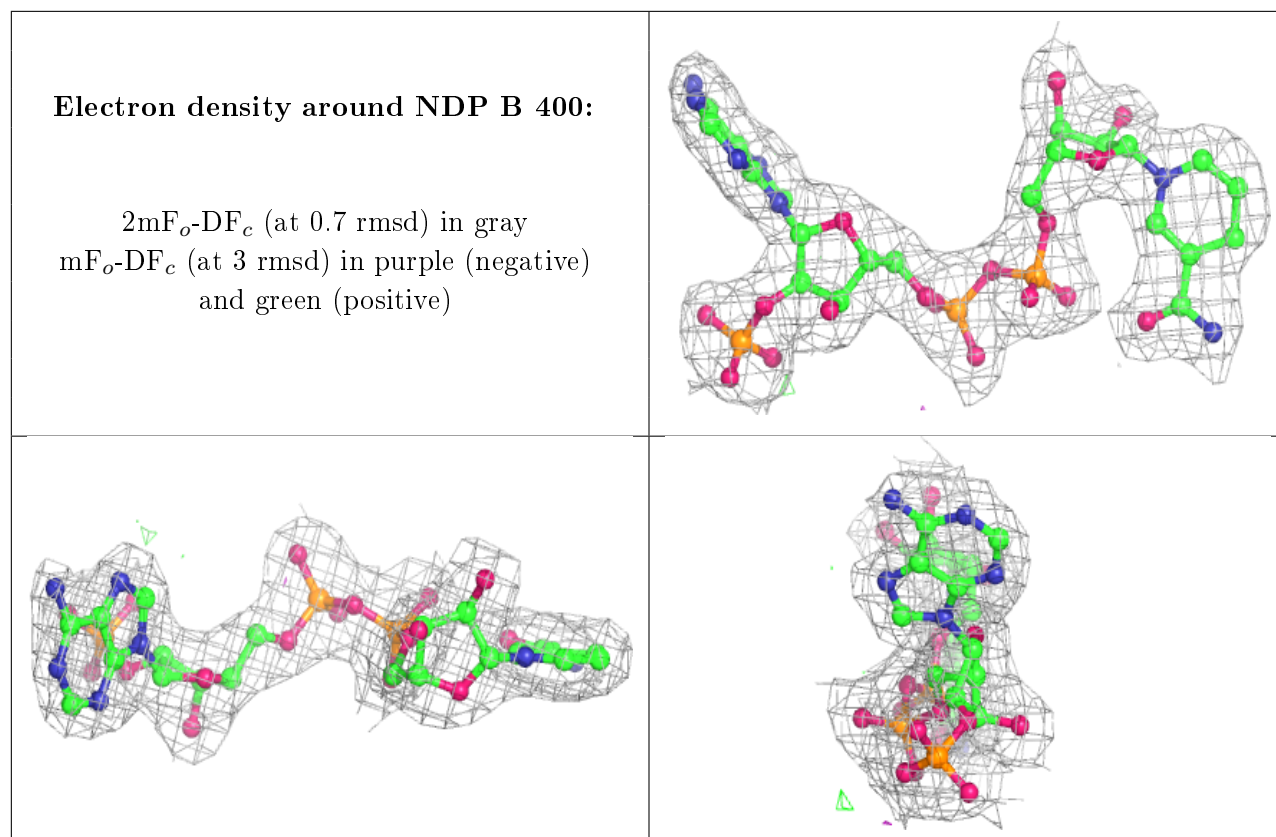 Electron density around NDP B 400:
2mFo-DFc (at 0.7 rmsd) in gray
mFo-DFc (at 3 rmsd) in purple (negative)
and green (positive)